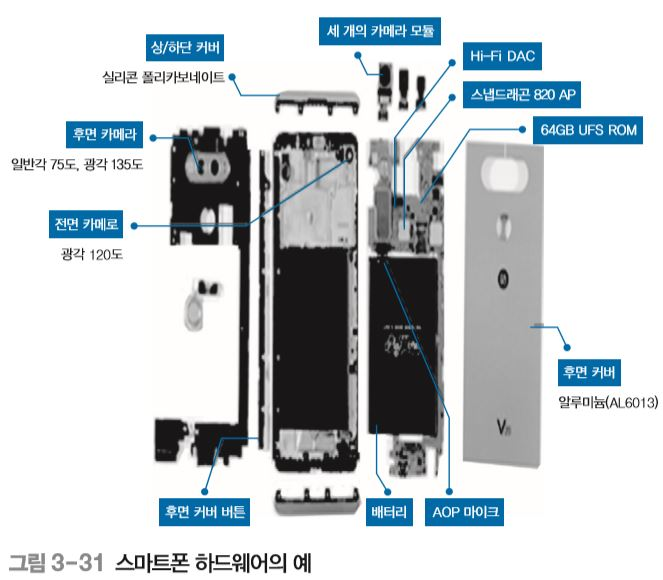 세 개의 카메라 모듈
상/하단 커버
실리콘 폴리카보네이트
Hi-Fi DAC
스냅드래곤 820 AP
64GB UFS ROM
후면 카메라
일반각 75도, 광각 135도
전면 카메로
광각 120도
후면 커버
알루미늄(AL6013)
V20
후면 커버 버튼
배터리
AOP 마이크
그림 3-31 스마트폰 하드웨어의 예